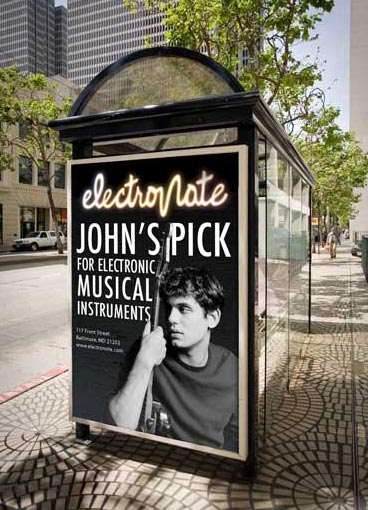 electroNote
JOHN'S PICK
FOR ELECTRONIC
MUSICAL
INSTRUMENTS
117 Front Street
Baltimore, MD 21202
www.electronote.com